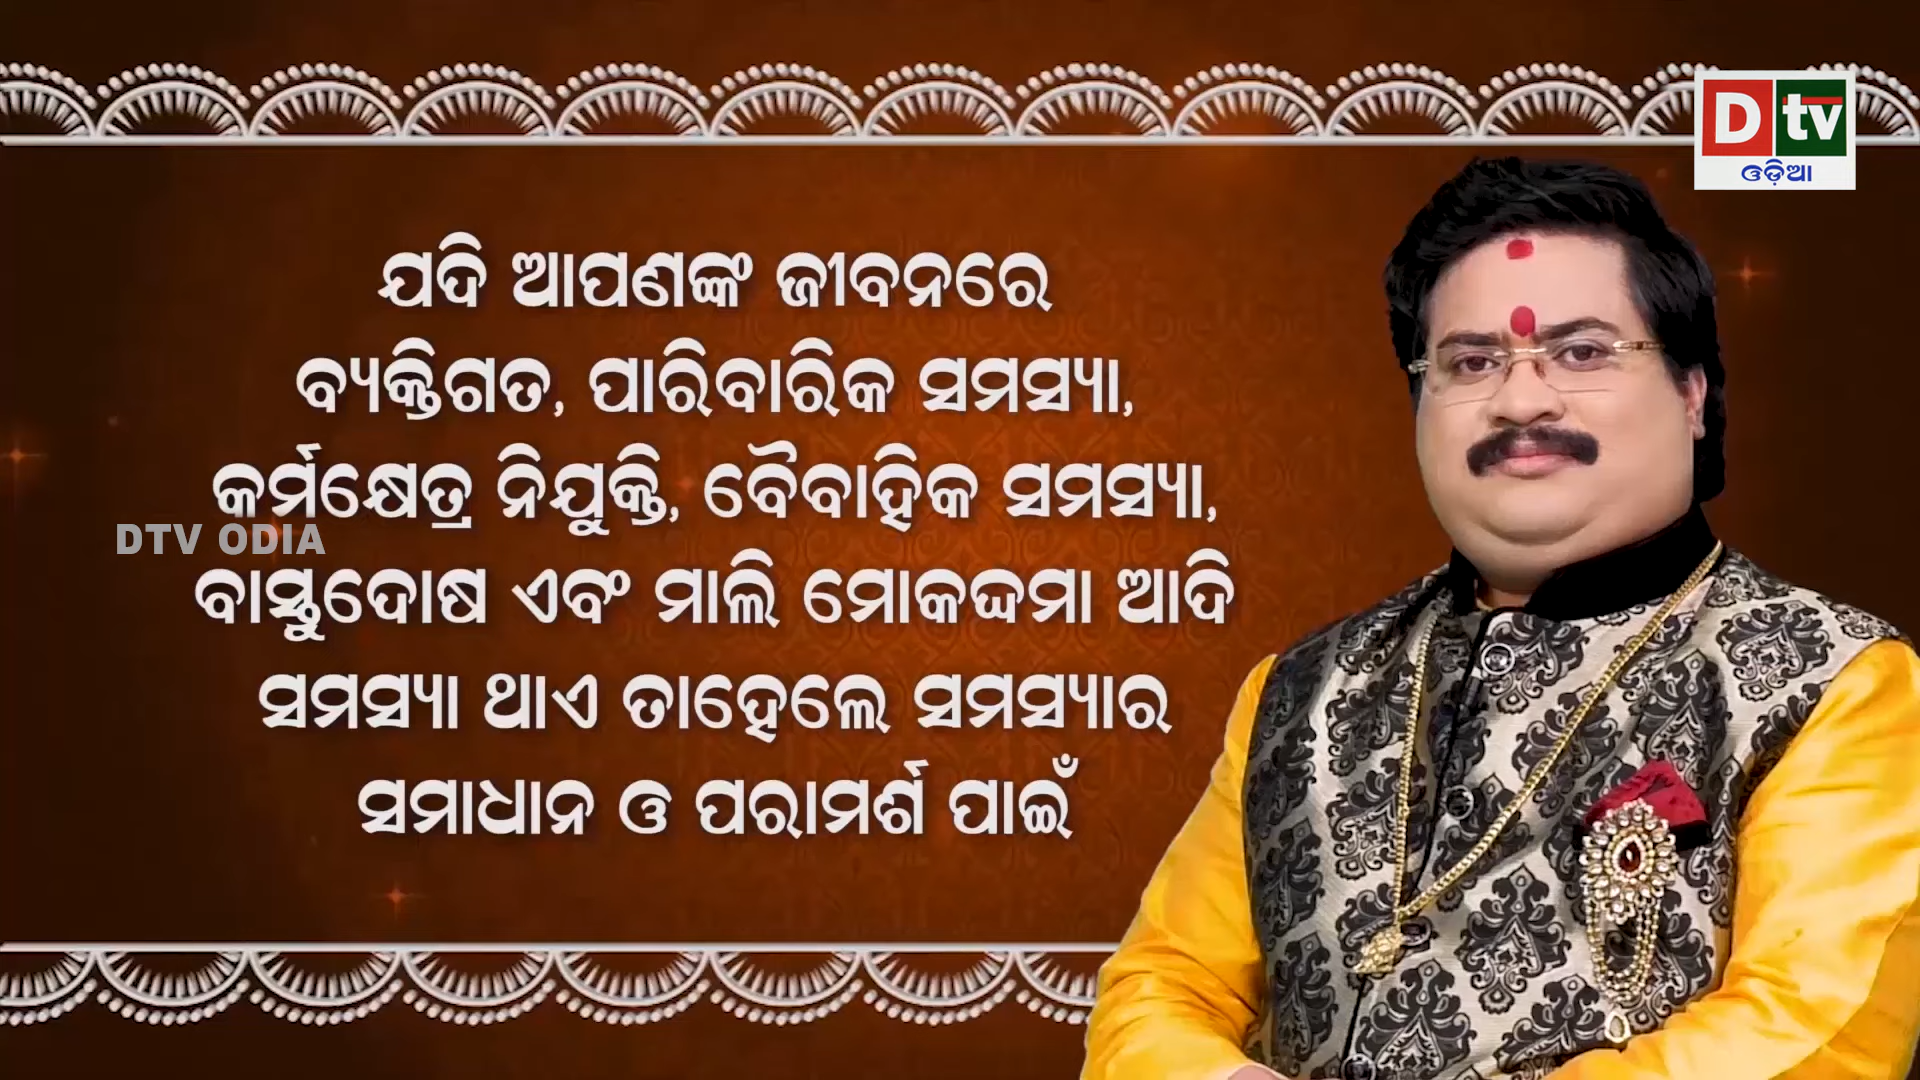 Dtv
ଓଡ଼ିଆ
ଯଦି ଆପଣଙ୍କ ଜୀବନରେ
ବ୍ୟକ୍ତିଗତ, ପାରିବାରିକ ସମସ୍ୟା,
କର୍ମକ୍ଷେତ୍ର ନିଯୁକ୍ତି, ବୈବାହିକ ସମସ୍ୟା,
DTV ODIA
ବାସ୍ତୁଦୋଷ ଏବଂ ମାଲି ମୋକଦ୍ଦମା ଆଦି
ସମସ୍ୟା ଥାଏ ତାହେଲେ ସମସ୍ୟାର
ସମାଧାନ ଓ ପରାମର୍ଶ ପାଇଁ